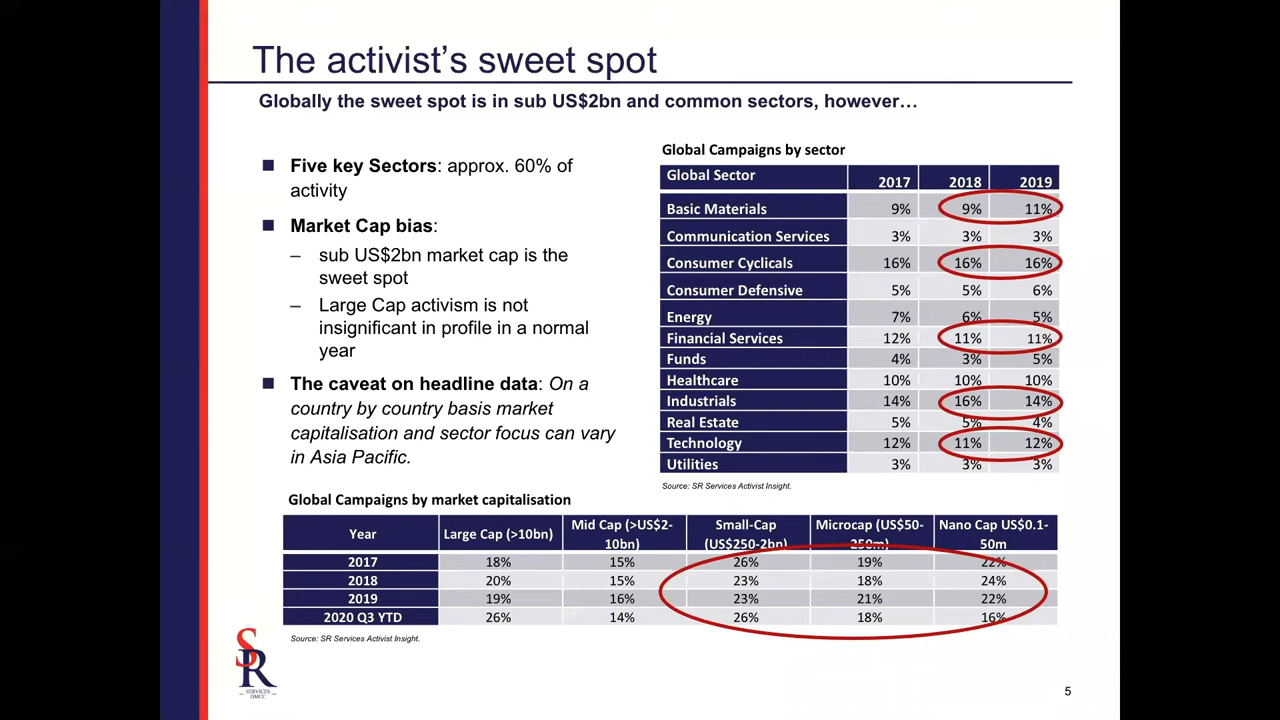 The activist's sweet spot
Globally the sweet spot is in sub US$2bn and common sectors, however…
Five key Sectors: approx. 60% of
activity
Market Cap bias:
– sub US$2bn market cap is the
sweet spot
– Large Cap activism is not
insignificant in profile in a normal
year
The caveat on headline data: On a
country by country basis market
capitalisation and sector focus can vary
in Asia Pacific.
Global Campaigns by sector
Global Sector 2017 2018 2019
Basic Materials 9% 9% 11%
Communication Services 3% 3% 3%
Consumer Cyclicals 16% 16% 16%
Consumer Defensive 5% 5% 6%
Energy 7% 6% 5%
Financial Services 12% 11% 11%
Funds 4% 3% 5%
Healthcare 10% 10% 10%
Industrials 14% 16% 14%
Real Estate 5% 5% 4%
Technology 12% 11% 12%
Utilities 3% 3% 3%
Source: SR Services Activist Insight.
Global Campaigns by market capitalisation
Year Large Cap (>10bn) Mid Cap (>US$2-
10bn) Small-Cap
(US$250-2bn) Microcap (US$50-
250m) Nano Cap US$0.1-
50m
2017 18% 15% 26% 19% 22%
2018 20% 15% 23% 18% 24%
2019 19% 16% 23% 21% 22%
2020 Q3 YTD 26% 14% 26% 18% 16%
Source: SR Services Activist Insight.
SR
SERVICES
DMCC
5